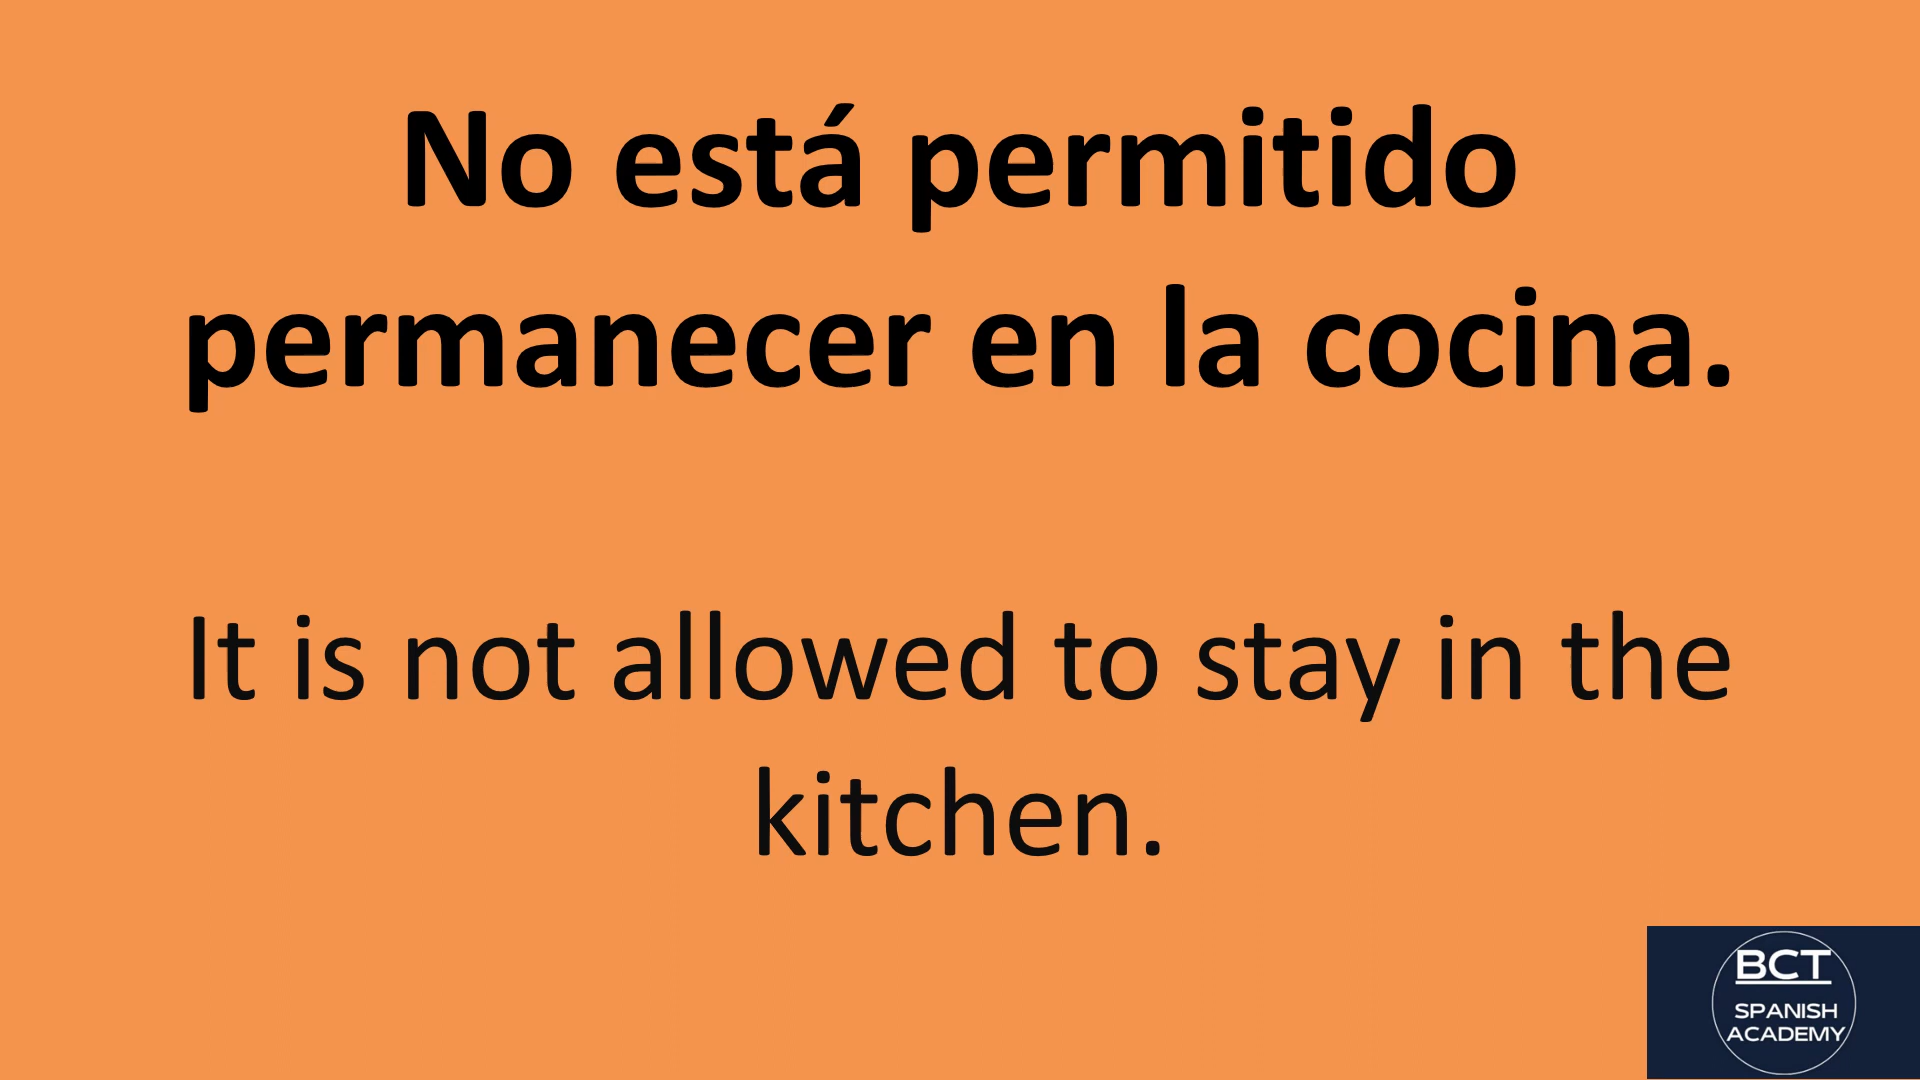 No está permitido
permanecer en la cocina.
It is not allowed to stay in the
kitchen.
BCT
SPANISH
ACADEMY